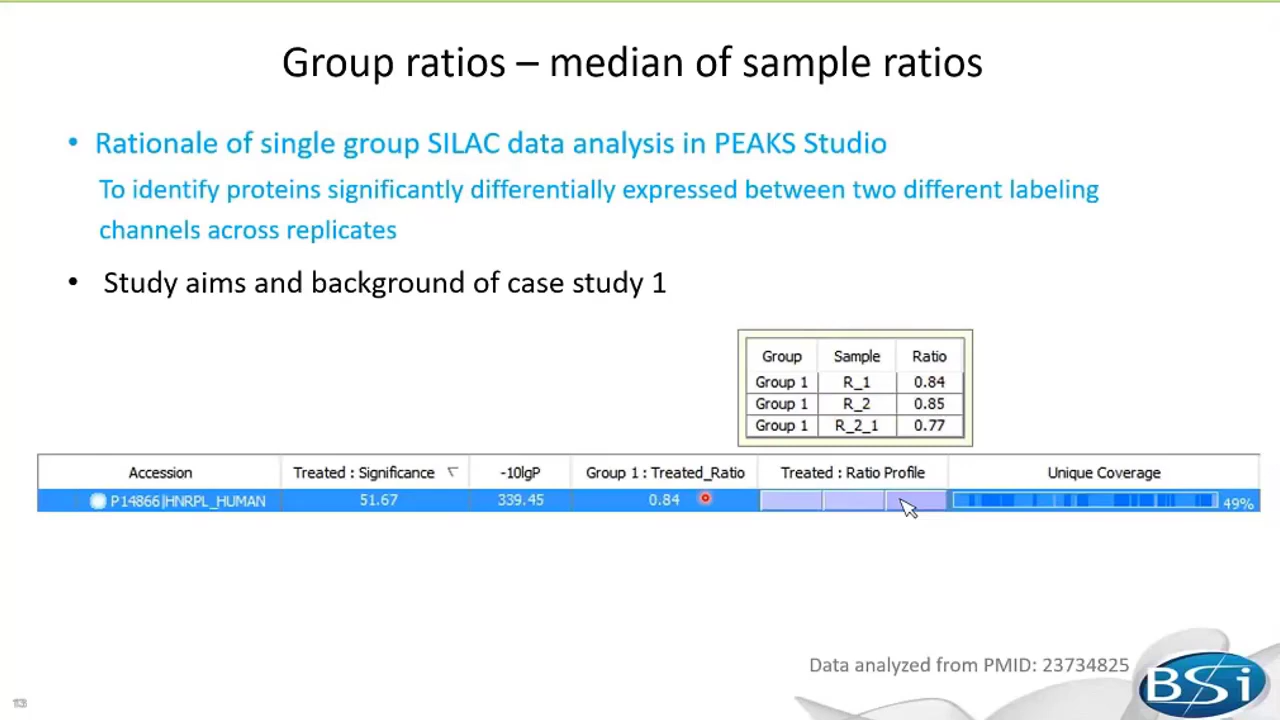 Group ratios – median of sample ratios
• Rationale of single group SILAC data analysis in PEAKS Studio
To identify proteins significantly differentially expressed between two different labeling
channels across replicates
• Study aims and background of case study 1
Group Sample Ratio
Group 1 R_1 0.84
Group 1 R_2 0.85
Group 1 R_2_1 0.77
Accession Treated : Significance -10lgP Group 1 : Treated_Ratio Treated : Ratio Profile Unique Coverage
P14866|HNRPL_HUMAN 51.67 339.45 0.84 49%
Data analyzed from PMID: 23734825
BSi